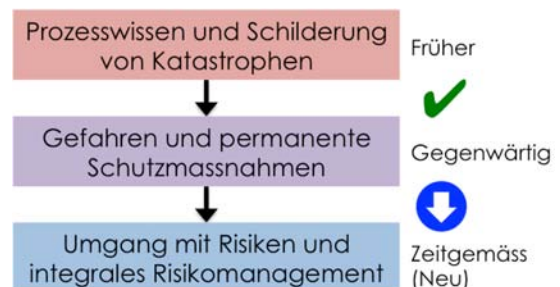 Prozesswissen und Schilderung
von Katastrophen
Früher
Gefahren und permanente
Schutzmassnahmen
Gegenwärtig
Umgang mit Risiken und
integrales Risikomanagement
Zeitgemäss
(Neu)